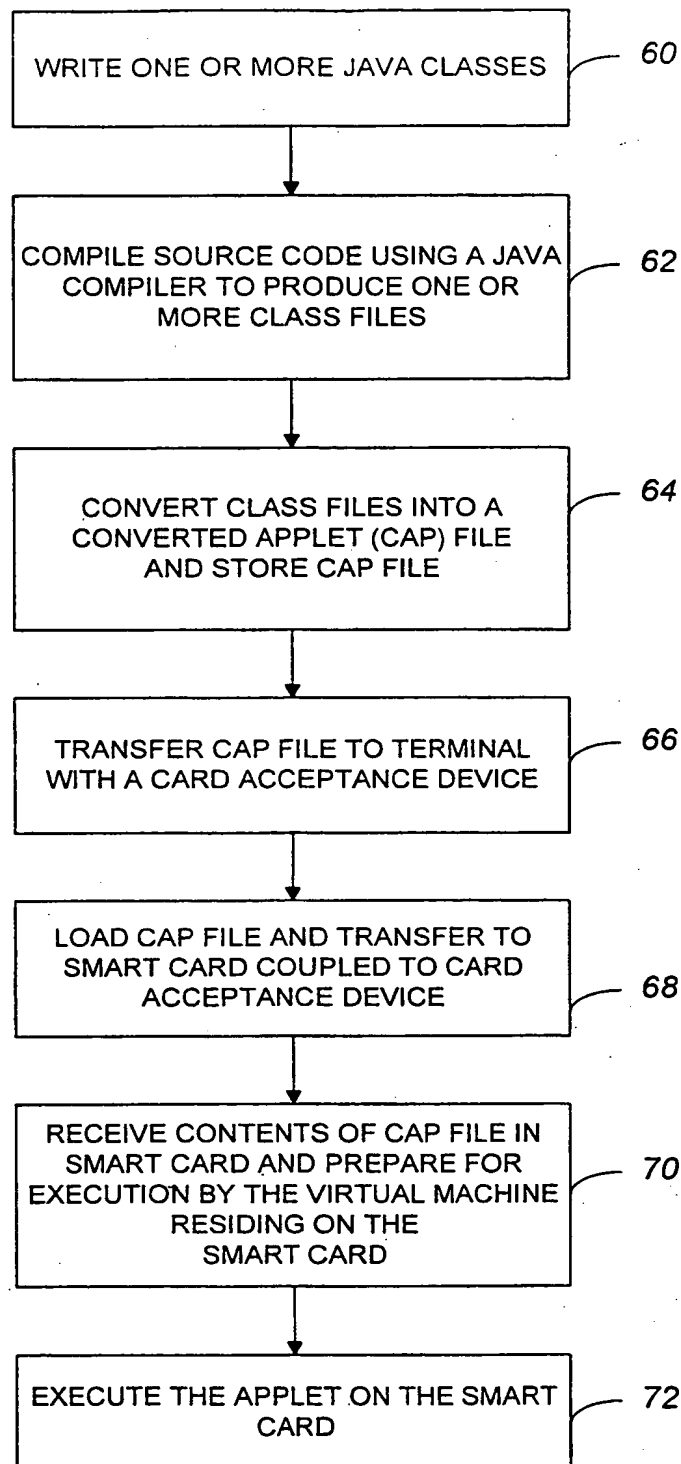 WRITE ONE OR MORE JAVA CLASSES
60
COMPILE SOURCE CODE USING A JAVA
COMPILER TO PRODUCE ONE OR
MORE CLASS FILES
62
CONVERT CLASS FILES INTO A
CONVERTED APPLET (CAP) FILE
AND STORE CAP FILE
64
TRANSFER CAP FILE TO TERMINAL
WITH A CARD ACCEPTANCE DEVICE
66
LOAD CAP FILE AND TRANSFER TO
SMART CARD COUPLED TO CARD
ACCEPTANCE DEVICE
68
RECEIVE CONTENTS OF CAP FILE IN
SMART CARD AND PREPARE FOR
EXECUTION BY THE VIRTUAL MACHINE
RESIDING ON THE
SMART CARD
70
EXECUTE THE APPLET ON THE SMART
CARD
72